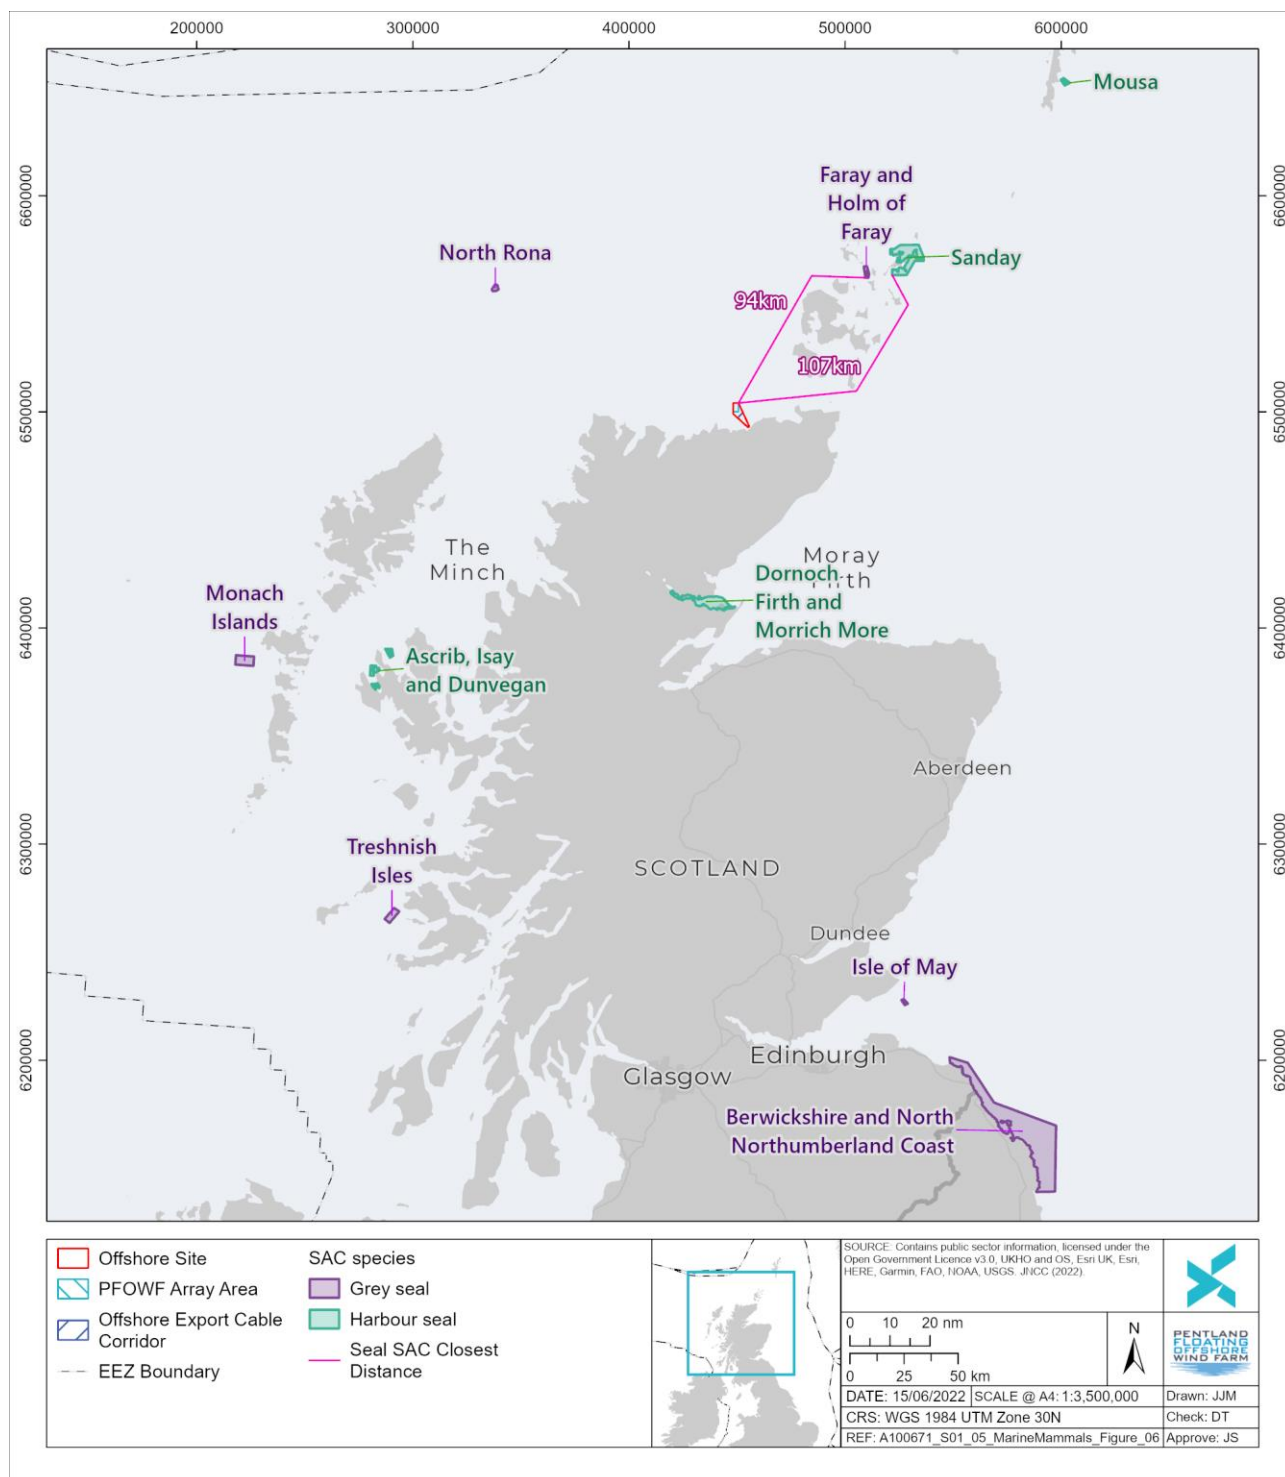 200000 300000 400000 500000 600000
Mousa
6600000
6600000
Faray and
Holm of
Faray
North Rona
Sanday
94km
107km
6500000
6500000
The
Minch
Moray
Firth
Dornoch
Firth and
Morrich More
Monach
Islands
6400000
6400000
Ascrib, Isay
and Dunvegan
Aberdeen
6300000
6300000
Treshnish
Isles
SCOTLAND
Dundee
Isle of May
6200000
6200000
Edinburgh
Glasgow
Berwickshire and North
Northumberland Coast
Offshore Site
PFOWF Array Area
Offshore Export Cable
Corridor
EEZ Boundary
SAC species
Grey seal
Harbour seal
Seal SAC Closest
Distance
SOURCE: Contains public sector information, licensed under the
Open Government Licence v3.0, UKHO and OS, Esri UK, Esri,
HERE, Garmin, FAO, NOAA, USGS. JNCC (2022).
0 10 20 nm
0 25 50 km
N
PENTLAND
FLOATING
OFFSHORE
WIND FARM
DATE: 15/06/2022 SCALE @ A4: 1:3,500,000 Drawn: JJM
CRS: WGS 1984 UTM Zone 30N Check: DT
REF: A100671_S01_05_MarineMammals_Figure_06 Approve: JS